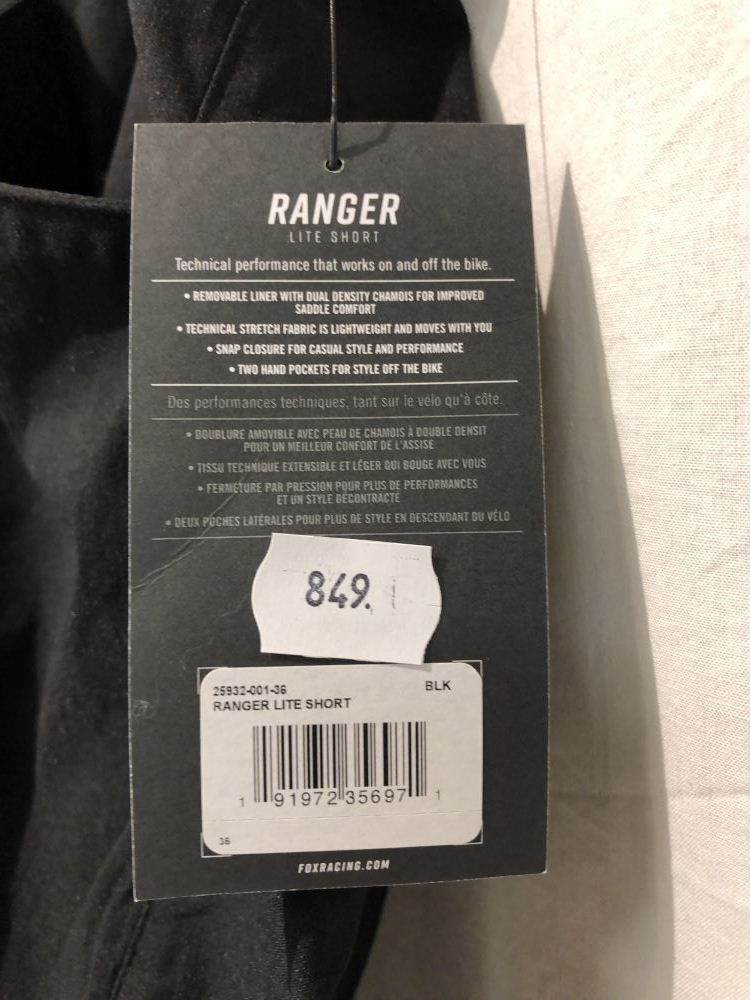 RANGER
LITE SHORT
Technical performance that works on and off the bike.
• REMOVABLE LINER WITH DUAL DENSITY CHAMOIS FOR IMPROVED
SADDLE COMFORT
• TECHNICAL STRETCH FABRIC IS LIGHTWEIGHT AND MOVES WITH YOU
• SNAP CLOSURE FOR CASUAL STYLE AND PERFORMANCE
• TWO HAND POCKETS FOR STYLE OFF THE BIKE
Des performances techniques, tant sur le vélo qu'à côte.
• DOUBLURE AMOVIBLE AVEC PEAU DE CHAMOIS À DOUBLE DENSIT
POUR UN MEILLEUR CONFORT DE L'ASSISE
• TISSU TECHNIQUE EXTENSIBLE ET LÉGER QUI BOUGE AVEC VOUS
• FERMETURE PAR PRESSION POUR PLUS DE PERFORMANCES
ET UN STYLE DÉCONTRACTÉ
• DEUX POCHES LATÉRALES POUR PLUS DE STYLE EN DESCENDANT DU VÉLO
849.
25932-001-36 BLK
RANGER LITE SHORT
1 91972 35697 1
36
FOXRACING.COM